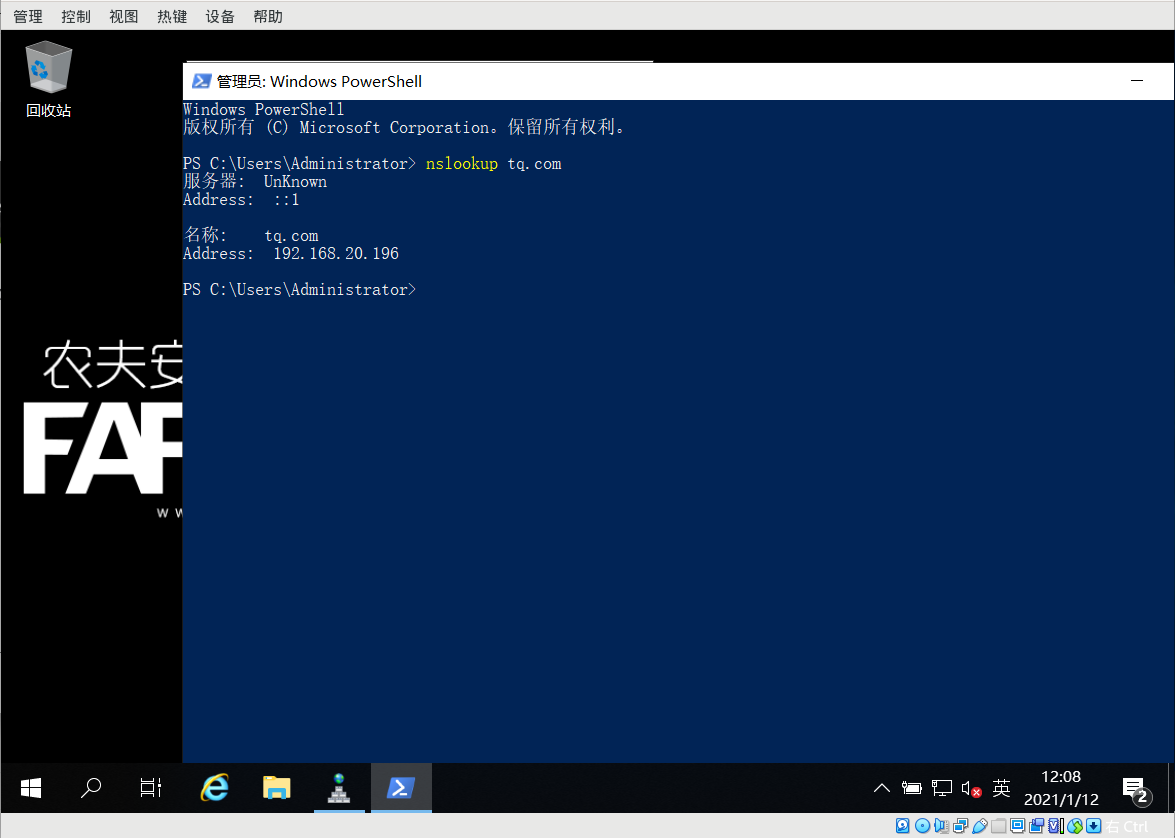 管理 控制 视图 热键 设备 帮助
回收站
管理员: Windows PowerShell
Windows PowerShell
版权所有 (C) Microsoft Corporation。保留所有权利。
PS C:\Users\Administrator> nslookup tq.com
服务器:  UnKnown
Address:  ::1
名称:    tq.com
Address:  192.168.20.196
PS C:\Users\Administrator>
农夫安
FAR
w w
英
12:08
2021/1/12
2
右 Ctrl